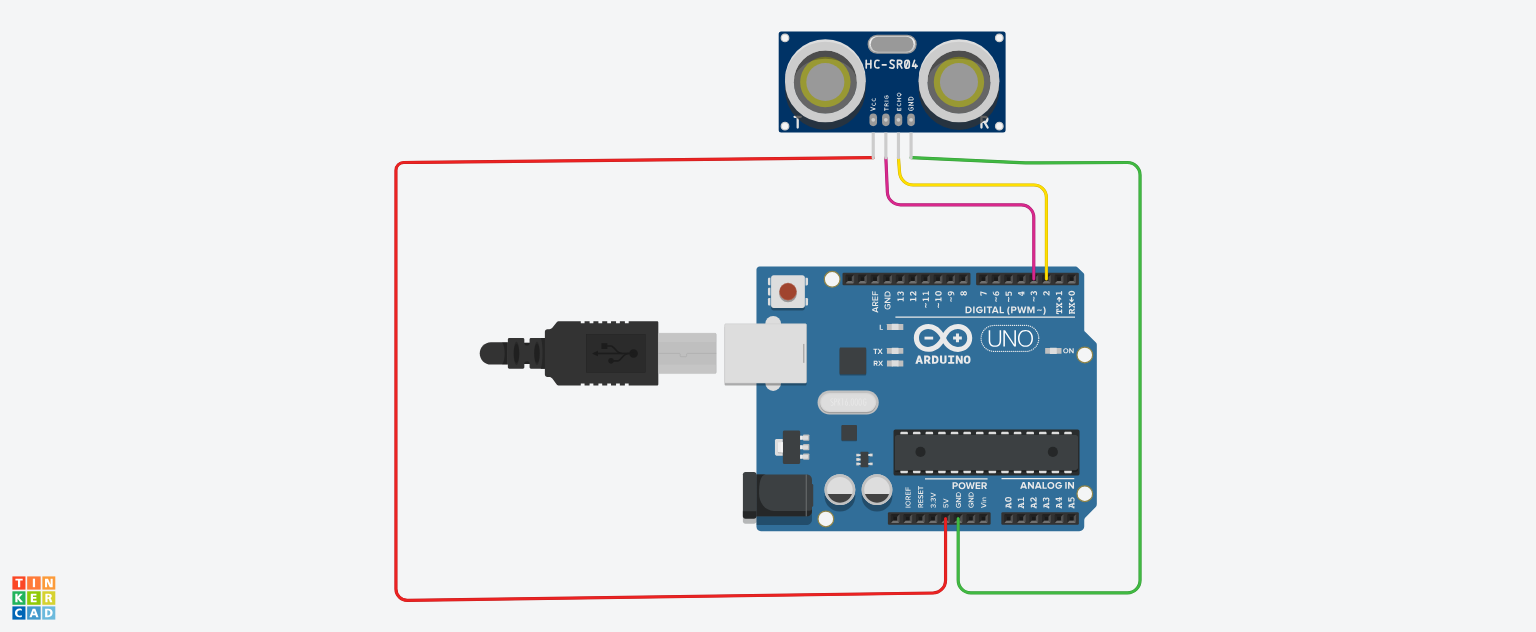 HC-SR04
VCC
TRIG
ECHO
GND
T
R
AREF
GND
13
12
~11
~10
~9
8
7
~6
~5
4
~3
2
TX→1
RX←0
DIGITAL (PWM~)
L
TX
RX
ARDUINO
UNO
ON
POWER
ANALOG IN
IOREF
RESET
3.3V
5V
GND
GND
Vin
A0
A1
A2
A3
A4
A5
TIN
KER
CAD